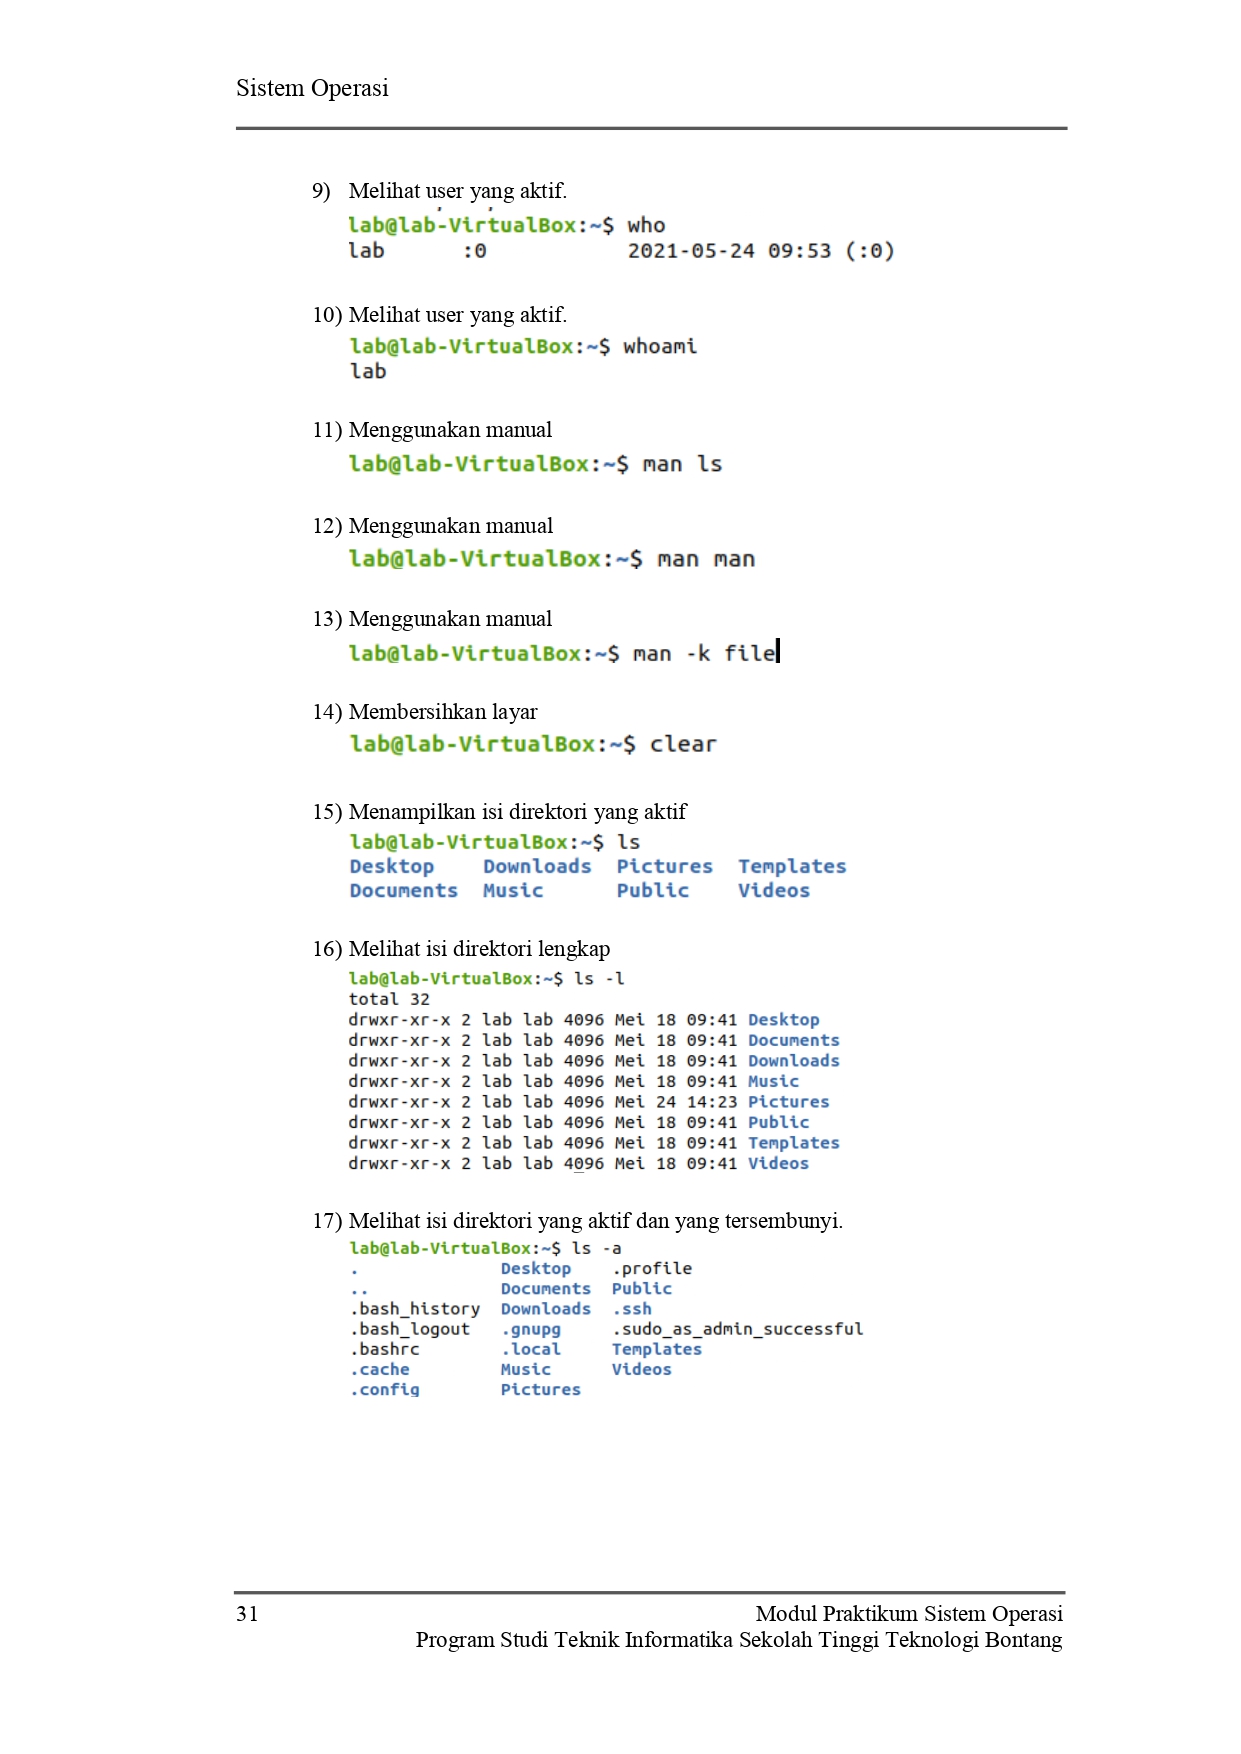 Sistem Operasi
9) Melihat user yang aktif.
lab@lab-VirtualBox:~$ who
lab :0 2021-05-24 09:53 (:0)
10) Melihat user yang aktif.
lab@lab-VirtualBox:~$ whoami
lab
11) Menggunakan manual
lab@lab-VirtualBox:~$ man ls
12) Menggunakan manual
lab@lab-VirtualBox:~$ man man
13) Menggunakan manual
lab@lab-VirtualBox:~$ man -k file
14) Membersihkan layar
lab@lab-VirtualBox:~$ clear
15) Menampilkan isi direktori yang aktif
lab@lab-VirtualBox:~$ ls
Desktop Downloads Pictures Templates
Documents Music Public Videos
16) Melihat isi direktori lengkap
lab@lab-VirtualBox:~$ ls -l
total 32
drwxr-xr-x 2 lab lab 4096 Mei 18 09:41 Desktop
drwxr-xr-x 2 lab lab 4096 Mei 18 09:41 Documents
drwxr-xr-x 2 lab lab 4096 Mei 18 09:41 Downloads
drwxr-xr-x 2 lab lab 4096 Mei 18 09:41 Music
drwxr-xr-x 2 lab lab 4096 Mei 24 14:23 Pictures
drwxr-xr-x 2 lab lab 4096 Mei 18 09:41 Public
drwxr-xr-x 2 lab lab 4096 Mei 18 09:41 Templates
drwxr-xr-x 2 lab lab 4096 Mei 18 09:41 Videos
17) Melihat isi direktori yang aktif dan yang tersembunyi.
lab@lab-VirtualBox:~$ ls -a
. Desktop .profile
.. Documents Public
.bash_history Downloads .ssh
.bash_logout .gnupg .sudo_as_admin_successful
.bashrc .local Templates
.cache Music Videos
.config Pictures
31 Modul Praktikum Sistem Operasi
Program Studi Teknik Informatika Sekolah Tinggi Teknologi Bontang